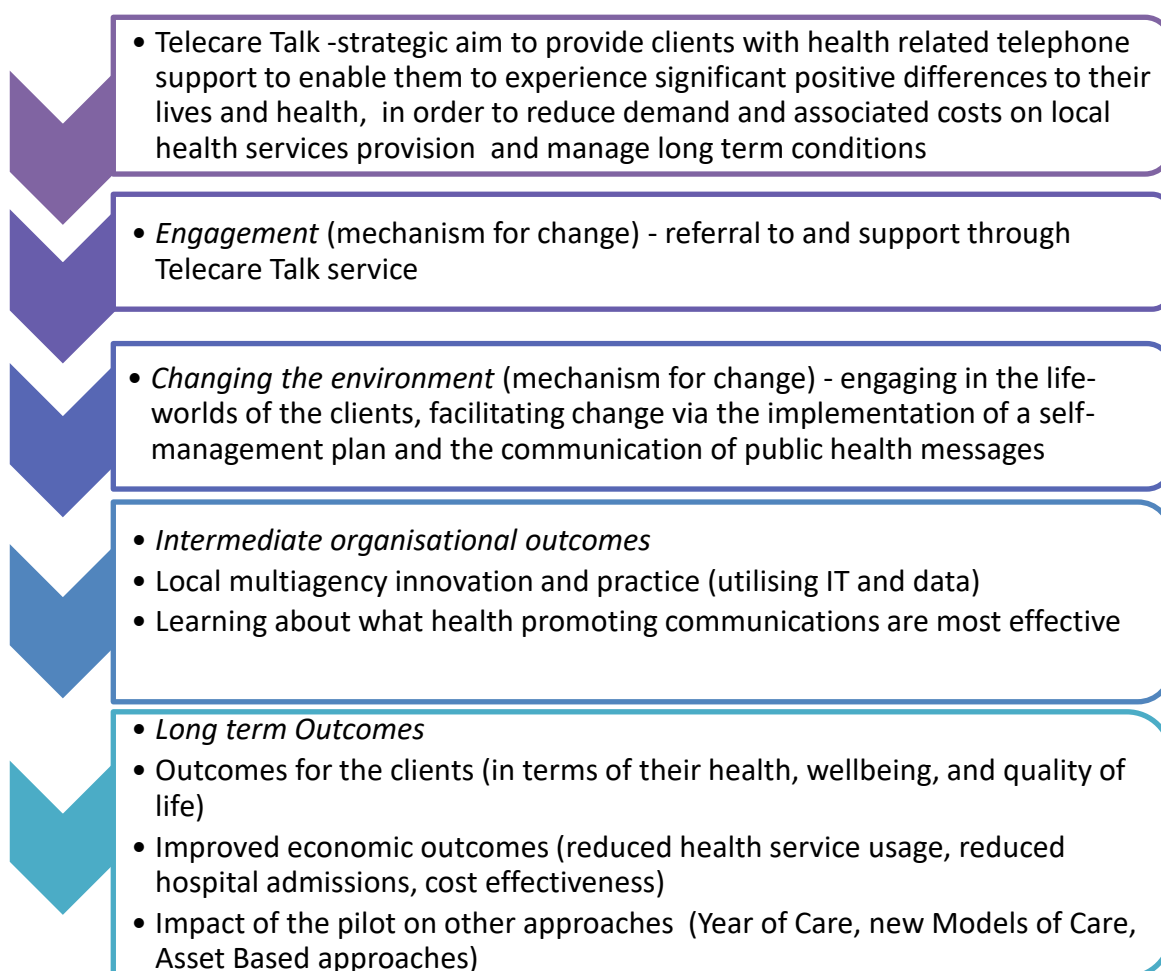 • Telecare Talk -strategic aim to provide clients with health related telephone
support to enable them to experience significant positive differences to their
lives and health, in order to reduce demand and associated costs on local
health services provision and manage long term conditions
• Engagement (mechanism for change) - referral to and support through
Telecare Talk service
• Changing the environment (mechanism for change) - engaging in the life-
worlds of the clients, facilitating change via the implementation of a self-
management plan and the communication of public health messages
• Intermediate organisational outcomes
• Local multiagency innovation and practice (utilising IT and data)
• Learning about what health promoting communications are most effective
• Long term Outcomes
• Outcomes for the clients (in terms of their health, wellbeing, and quality of
life)
• Improved economic outcomes (reduced health service usage, reduced
hospital admissions, cost effectiveness)
• Impact of the pilot on other approaches (Year of Care, new Models of Care,
Asset Based approaches)